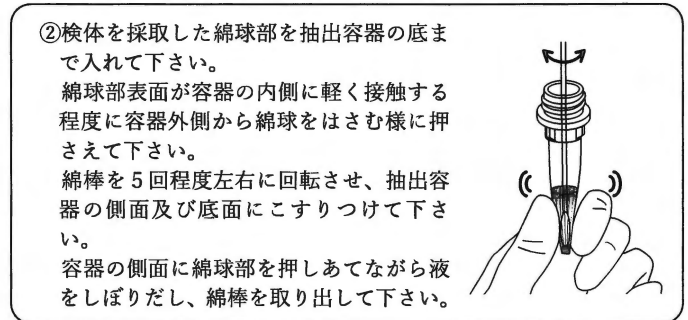 ②検体を採取した綿球部を抽出容器の底ま
で入れて下さい。
綿球部表面が容器の内側に軽く接触する
程度に容器外側から綿球をはさむ様に押
さえて下さい。
綿棒を5回程度左右に回転させ、抽出容
器の側面及び底面にこすりつけて下さ
い。
容器の側面に綿球部を押しあてながら液
をしぼりだし、綿棒を取り出して下さい。